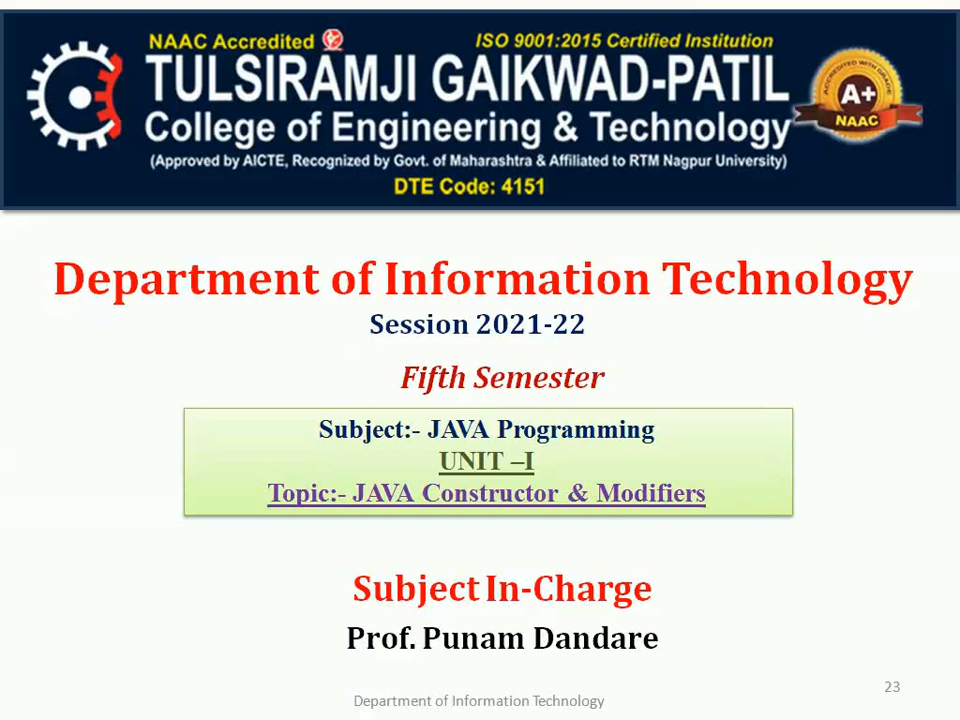 NAAC Accredited
ISO 9001:2015 Certified Institution
TULSIRAMJI GAIKWAD-PATIL
College of Engineering & Technology
(Approved by AICTE, Recognized by Govt. of Maharashtra & Affiliated to RTM Nagpur University)
DTE Code: 4151
ACCREDITED WITH GRADE
A+
NAAC
Department of Information Technology
Session 2021-22
Fifth Semester
Subject:- JAVA Programming
UNIT –I
Topic:- JAVA Constructor & Modifiers
Subject In-Charge
Prof. Punam Dandare
Department of Information Technology
23